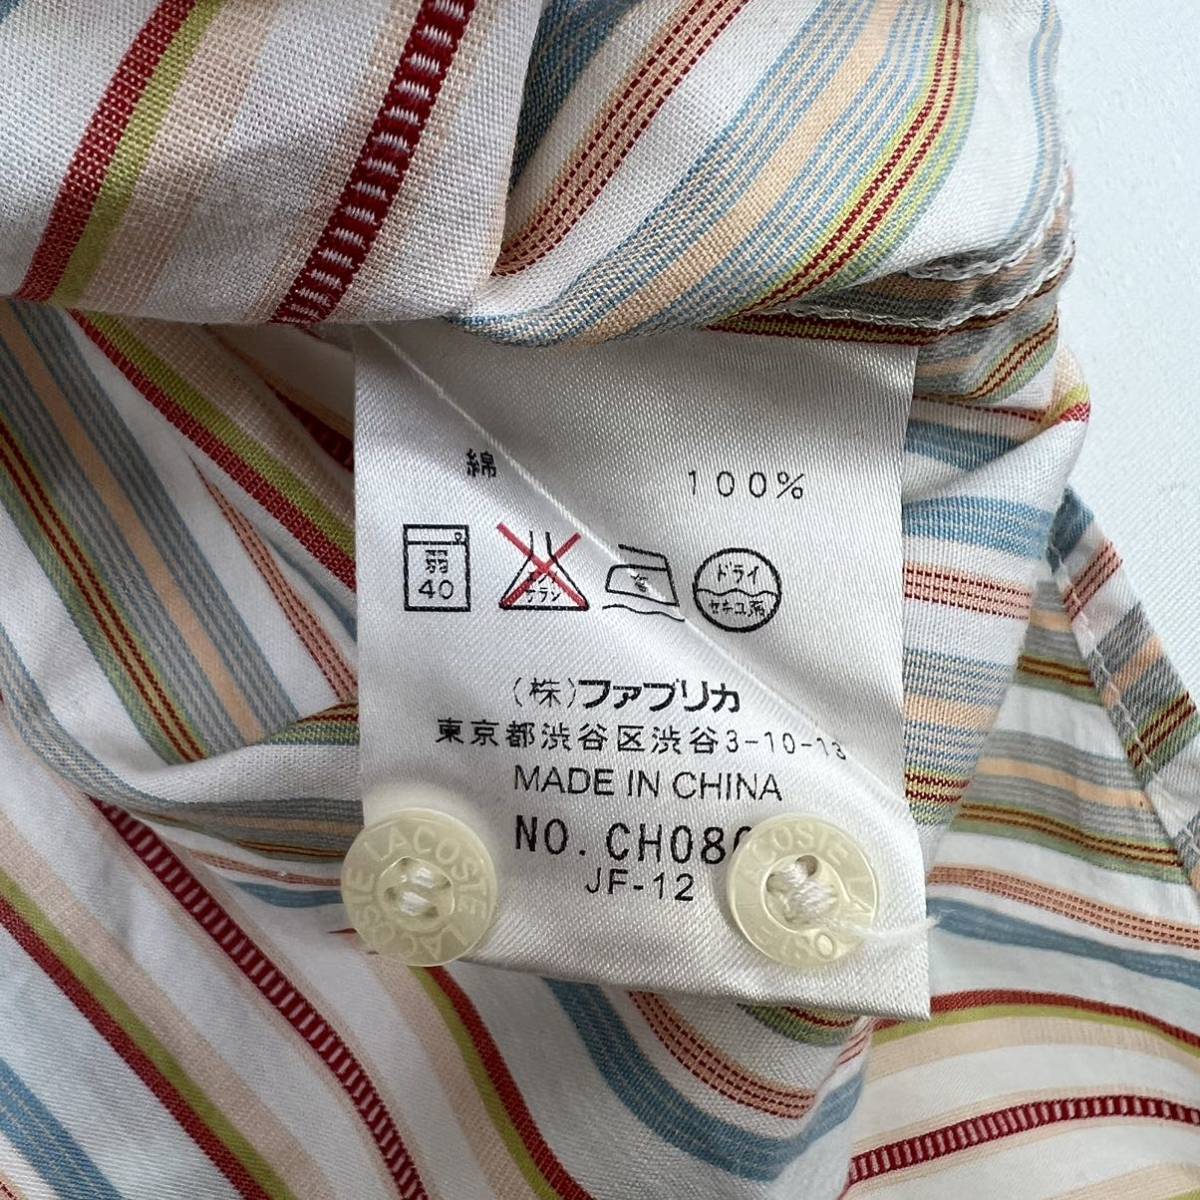 綿 100%
弱 40
エンソ サラシ
中
ドライ セキユ系
(株)ファブリカ
東京都渋谷区渋谷3-10-13
MADE IN CHINA
NO. CH080
JF-12
LACOSTE LACOSTE
LACOSTE